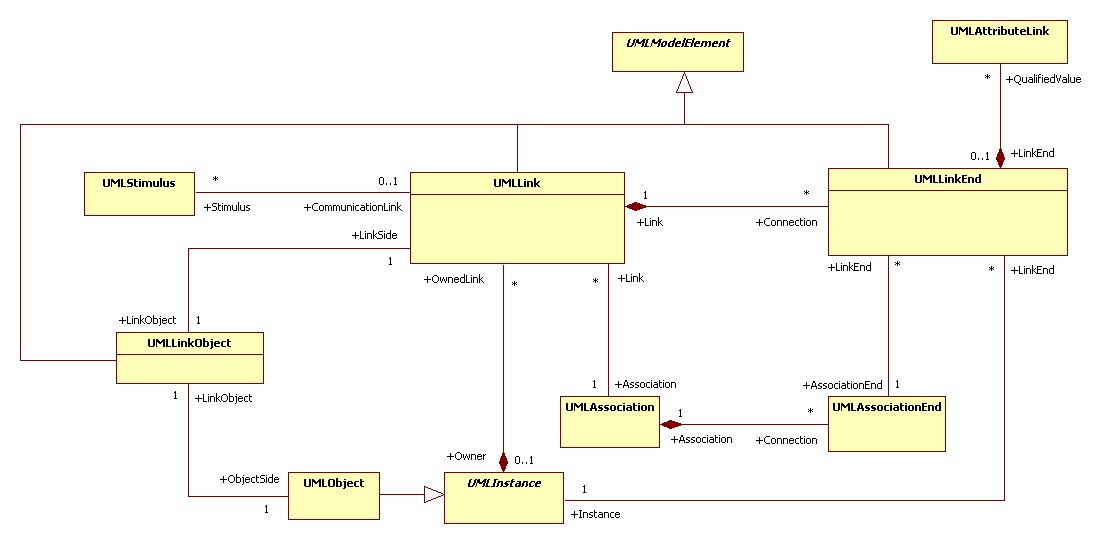 UMLAttributeLink
UMLModelElement
* +QualifiedValue
0..1 +LinkEnd
UMLStimulus
* 0..1
+Stimulus +CommunicationLink
UMLLink
1 *
+Link +Connection
UMLLinkEnd
+LinkSide
1
+OwnedLink *
* +Link
+LinkEnd *
* +LinkEnd
+LinkObject 1
UMLLinkObject
1 +LinkObject
1 +Association
+AssociationEnd 1
UMLAssociation
1 *
+Association +Connection
UMLAssociationEnd
+Owner 0..1
+ObjectSide
1
UMLObject
UMLInstance
1
+Instance